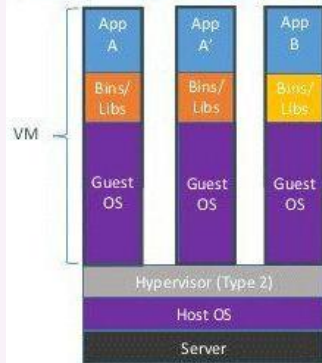 App
A
App
A'
App
B
Bins/
Libs
Bins/
Libs
Bins/
Libs
VM
Guest
OS
Guest
OS
Guest
OS
Hypervisor (Type 2)
Host OS
Server